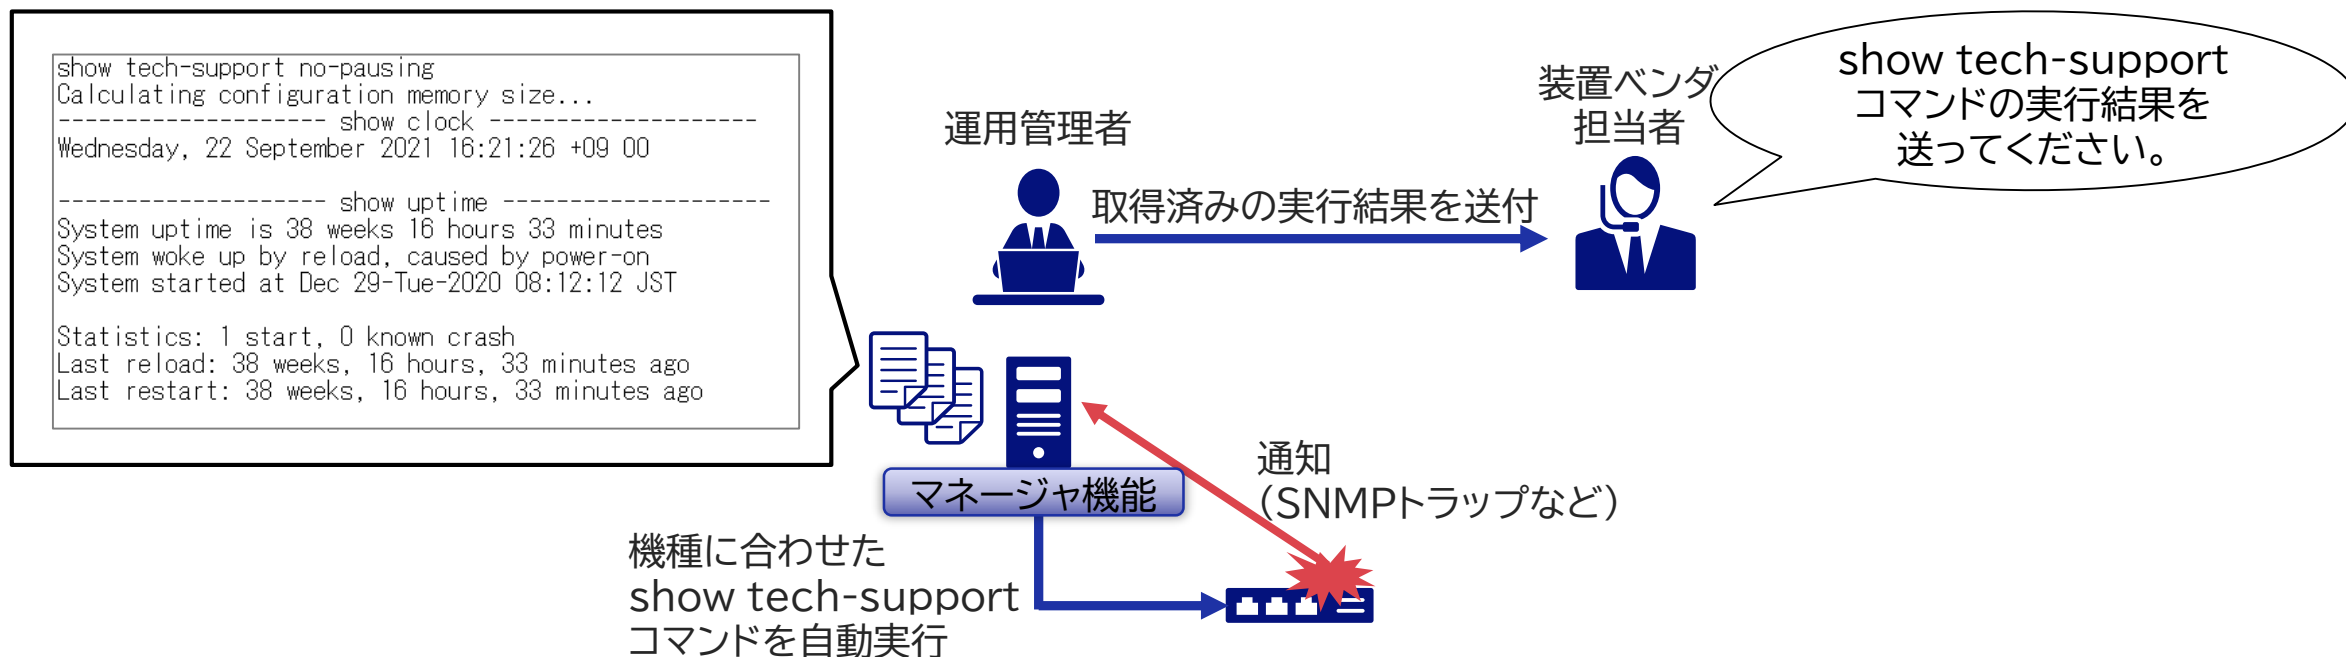 show tech-support no-pausing
Calculating configuration memory size...
-------------------- show clock --------------------
Wednesday, 22 September 2021 16:21:26 +09 00
-------------------- show uptime --------------------
System uptime is 38 weeks 16 hours 33 minutes
System woke up by reload, caused by power-on
System started at Dec 29-Tue-2020 08:12:12 JST
Statistics: 1 start, 0 known crash
Last reload: 38 weeks, 16 hours, 33 minutes ago
Last restart: 38 weeks, 16 hours, 33 minutes ago
運用管理者
取得済みの実行結果を送付
装置ベンダ
担当者
show tech-support
コマンドの実行結果を
送ってください。
マネージャ機能
通知
(SNMPトラップなど)
機種に合わせた
show tech-support
コマンドを自動実行